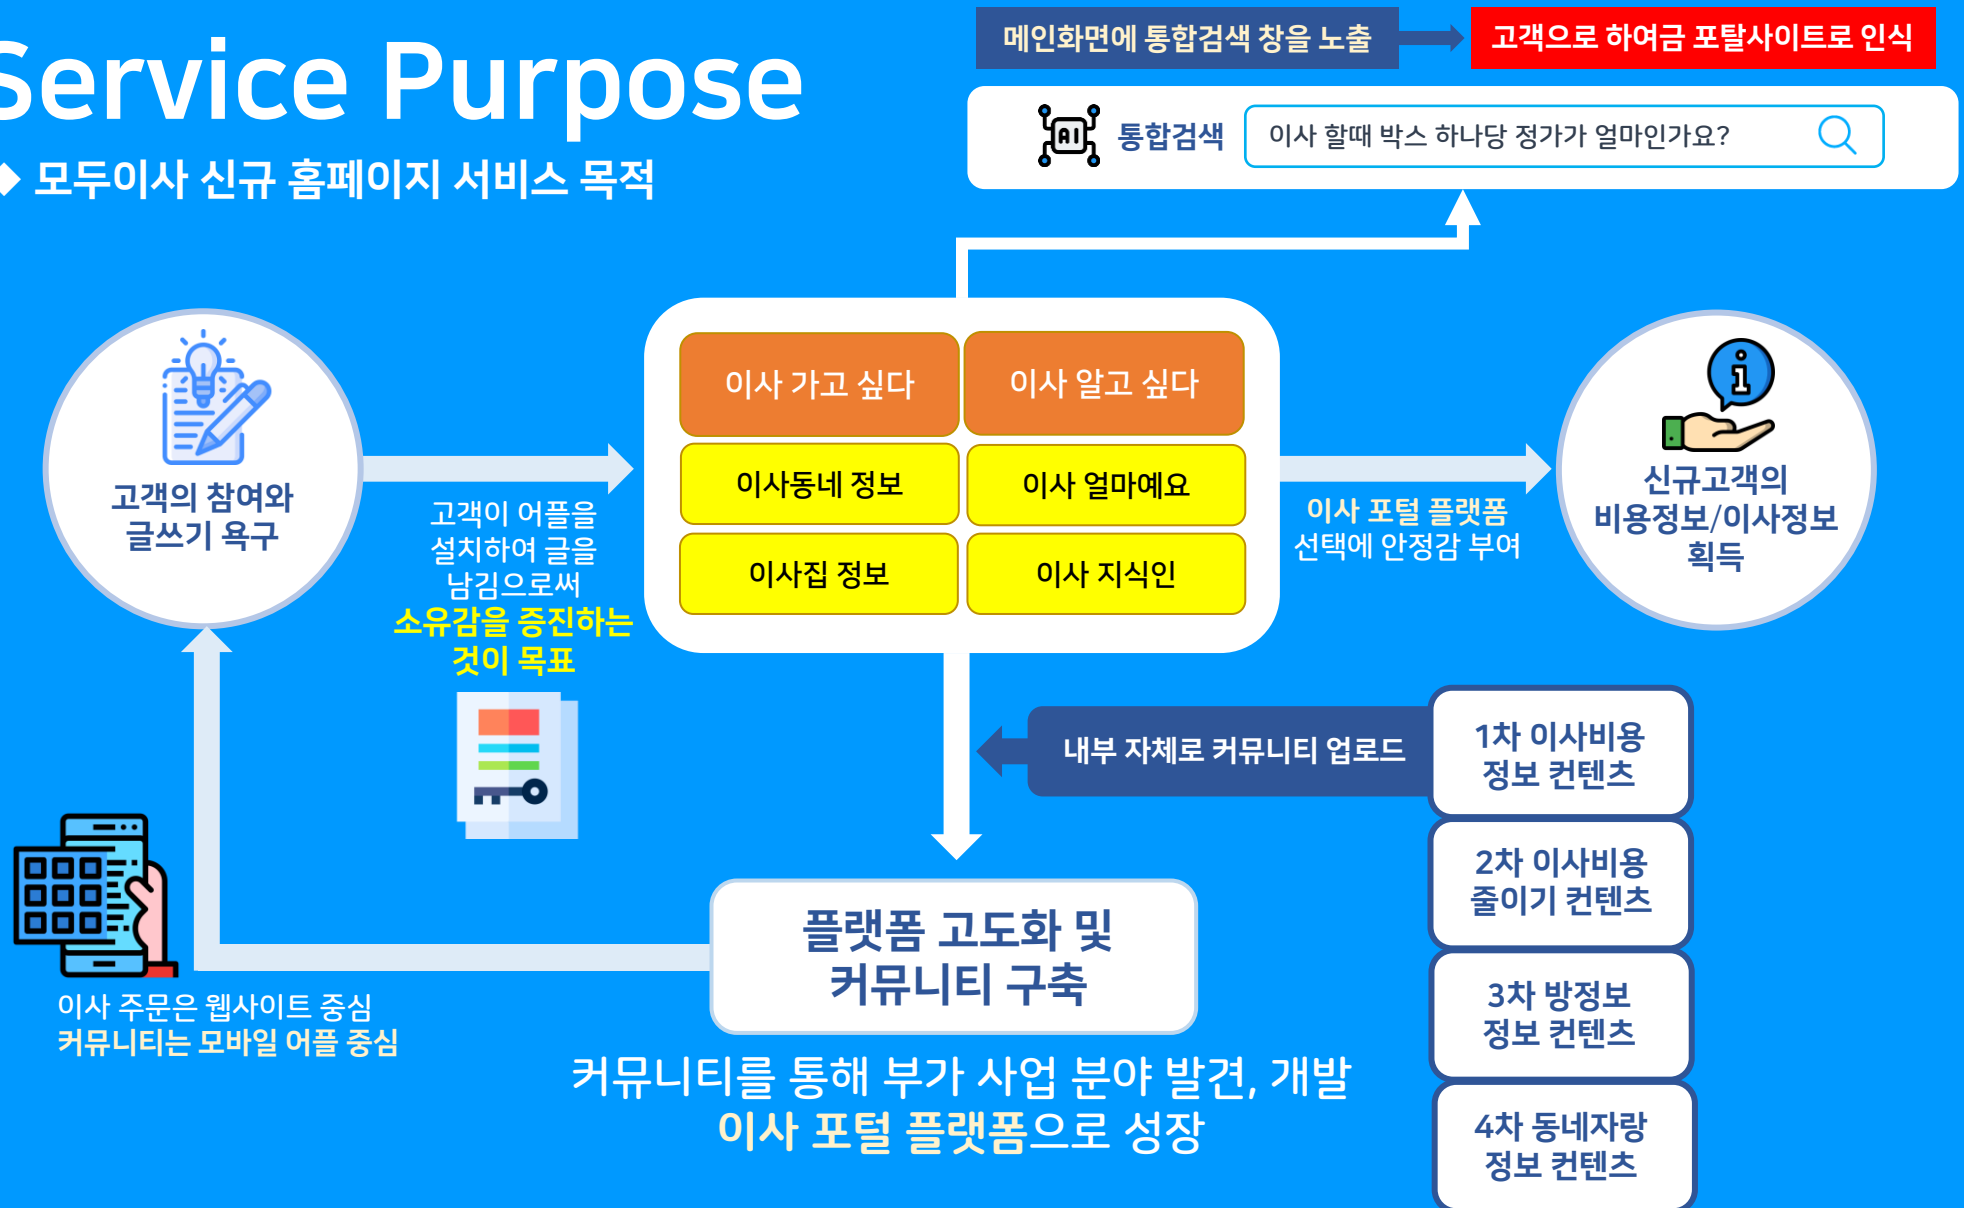 Service Purpose
◆ 모두이사 신규 홈페이지 서비스 목적
메인화면에 통합검색 창을 노출
고객으로 하여금 포탈사이트로 인식
AI
통합검색
이사 할때 박스 하나당 정가가 얼마인가요?
고객의 참여와
글쓰기 욕구
고객이 어플을
설치하여 글을
남김으로써
소유감을 증진하는
것이 목표
이사 가고 싶다
이사 알고 싶다
이사동네 정보
이사 얼마예요
이사집 정보
이사 지식인
이사 포털 플랫폼
선택에 안정감 부여
신규고객의
비용정보/이사정보
획득
내부 자체로 커뮤니티 업로드
1차 이사비용
정보 컨텐츠
2차 이사비용
줄이기 컨텐츠
3차 방정보
정보 컨텐츠
4차 동네자랑
정보 컨텐츠
플랫폼 고도화 및
커뮤니티 구축
이사 주문은 웹사이트 중심
커뮤니티는 모바일 어플 중심
커뮤니티를 통해 부가 사업 분야 발견, 개발
이사 포털 플랫폼으로 성장